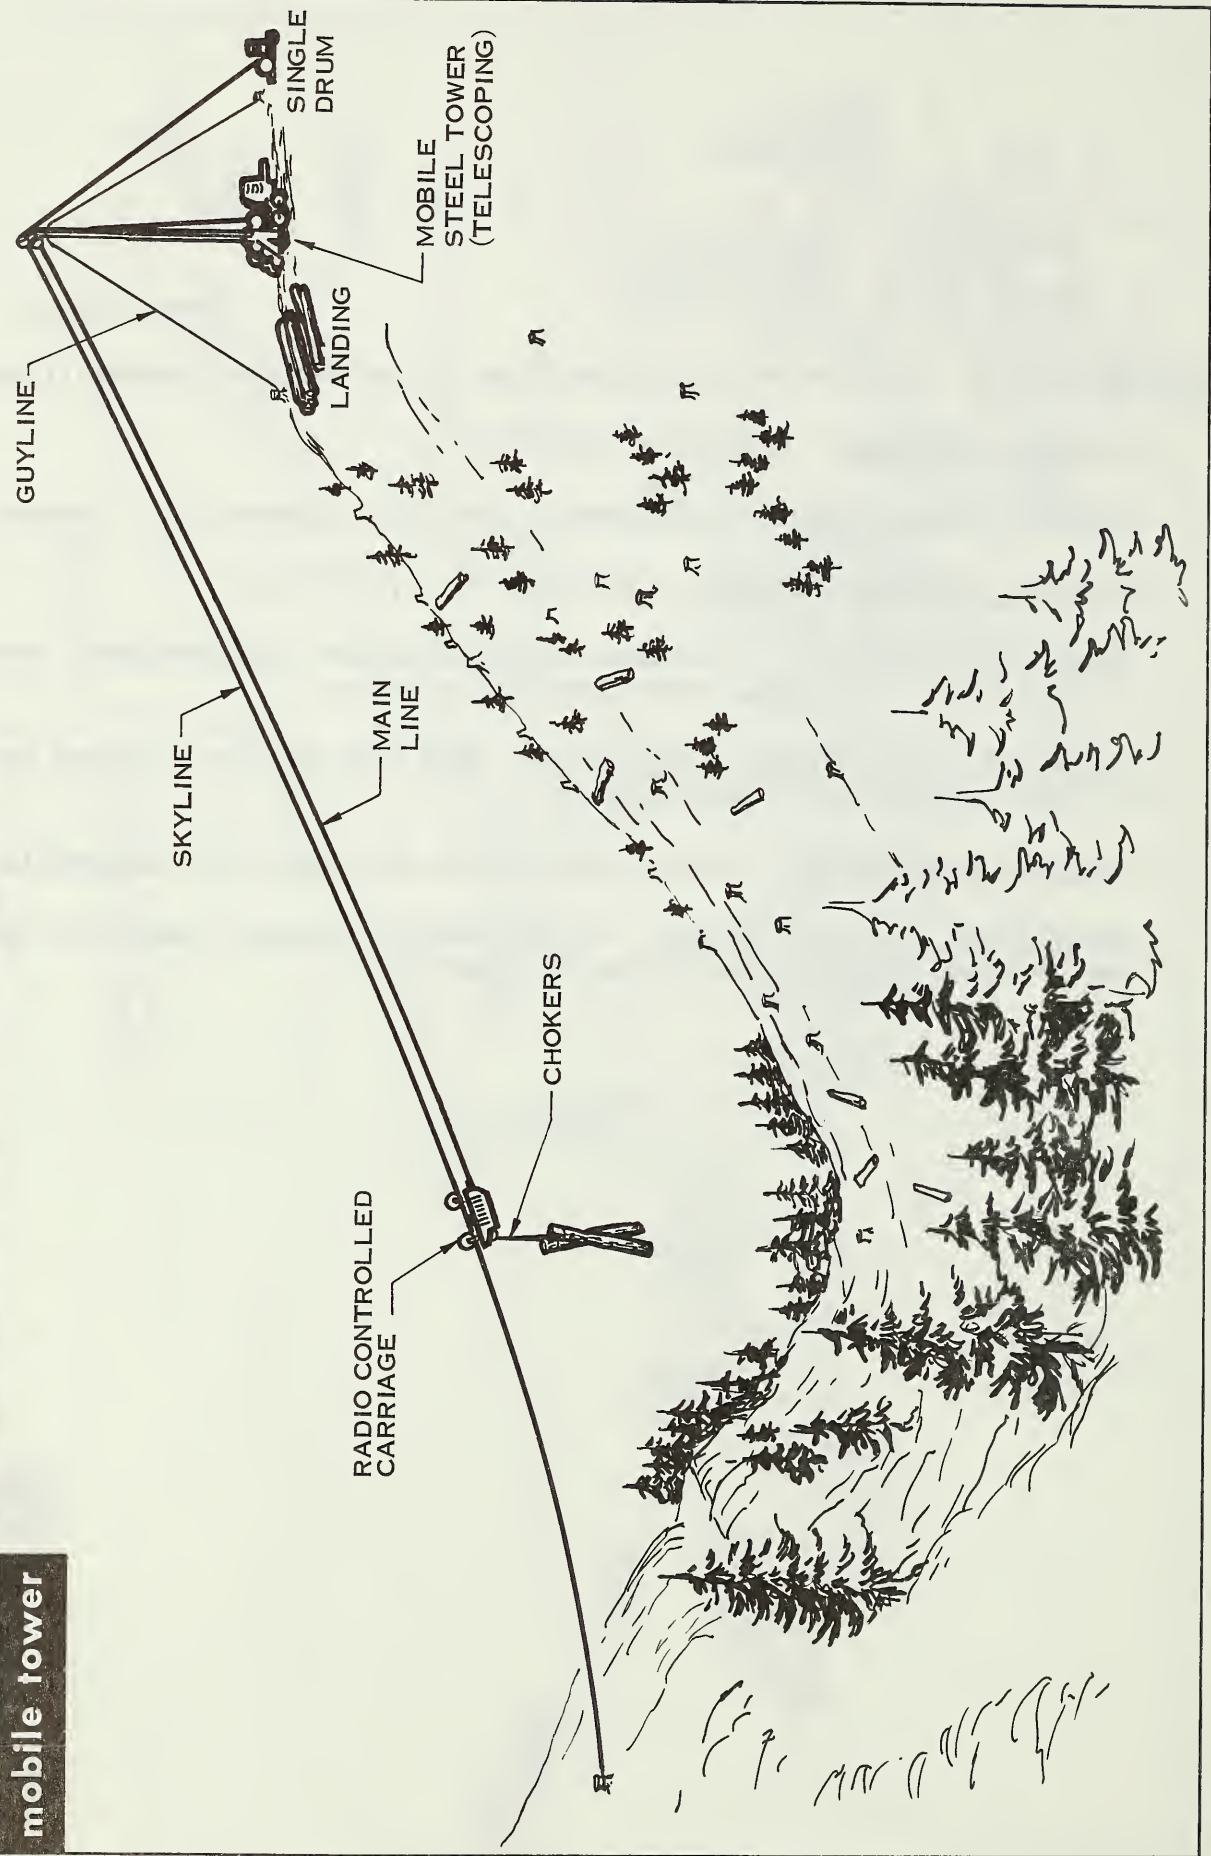 mobile tower
GUYLINE
SKYLINE
MAIN
LINE
RADIO CONTROLLED
CARRIAGE
CHOKERS
LANDING
MOBILE
STEEL TOWER
(TELESCOPING)
SINGLE
DRUM